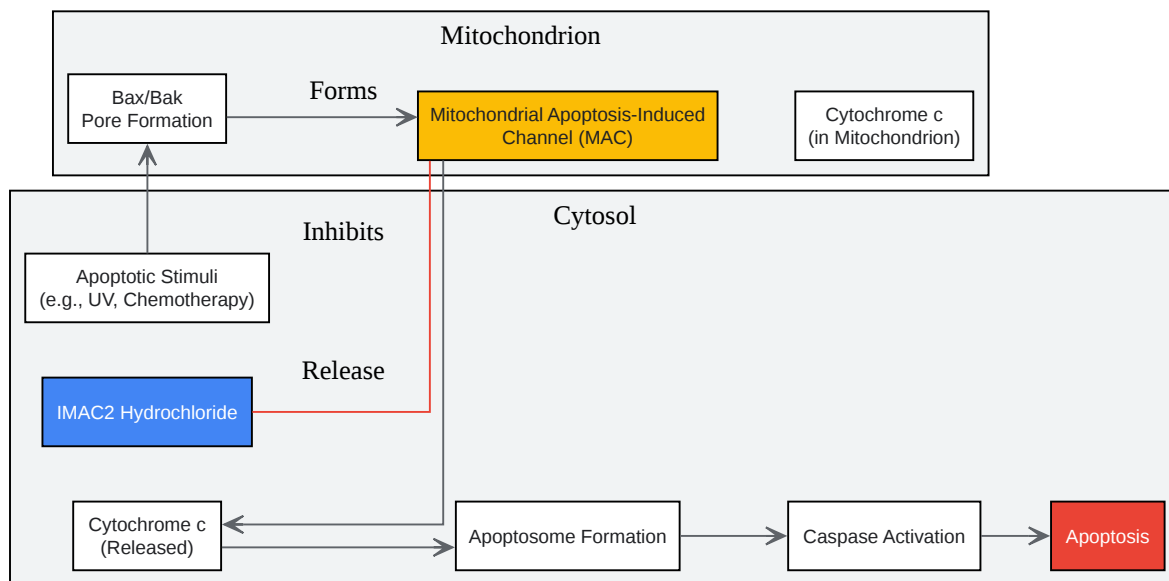 Mitochondrion
Bax/Bak
Pore Formation
Forms
Mitochondrial Apoptosis-Induced
Channel (MAC)
Cytochrome c
(in Mitochondrion)
Cytosol
Inhibits
Apoptotic Stimuli
(e.g., UV, Chemotherapy)
Release
IMAC2 Hydrochloride
Cytochrome c
(Released)
Apoptosome Formation
Caspase Activation
Apoptosis